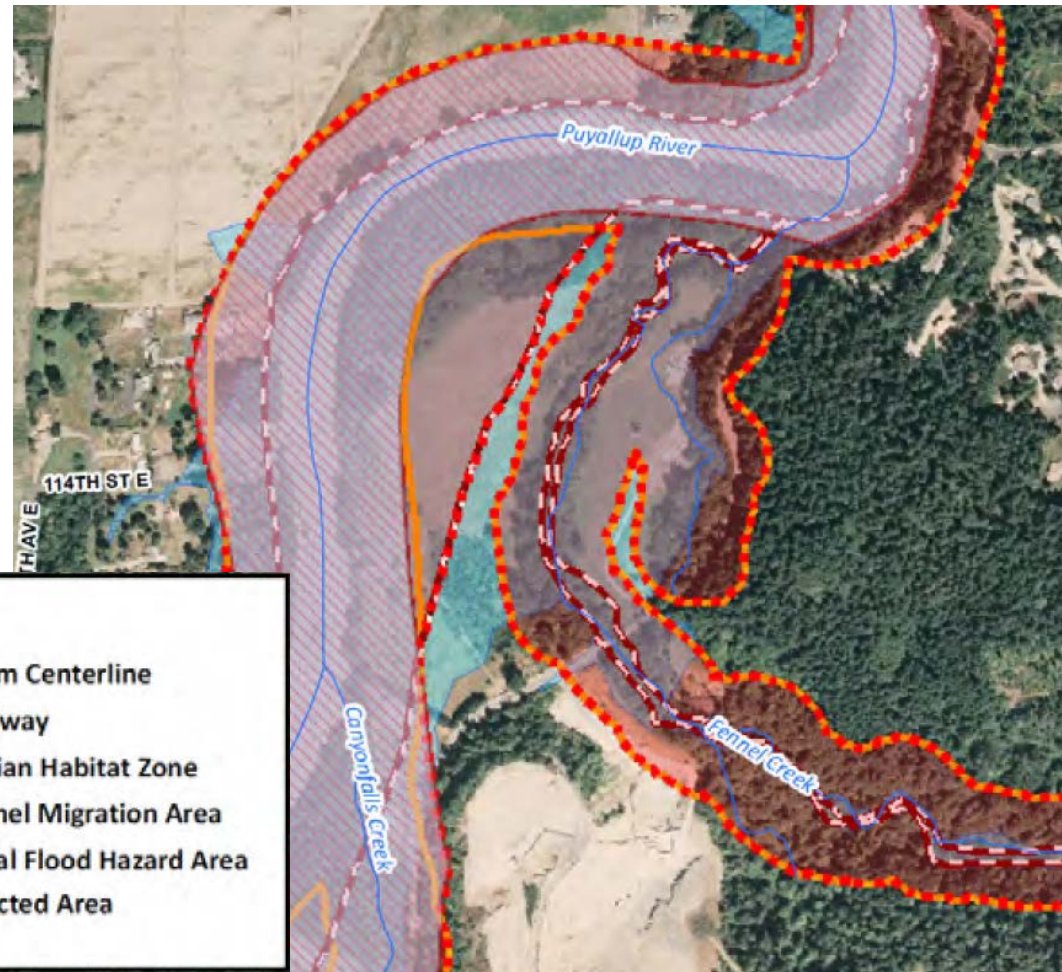 Puyallup River
114TH ST E
TH AV E
m Centerline
way
ian Habitat Zone
nel Migration Area
al Flood Hazard Area
cted Area
Canyonfalls Creek
Fennel Creek